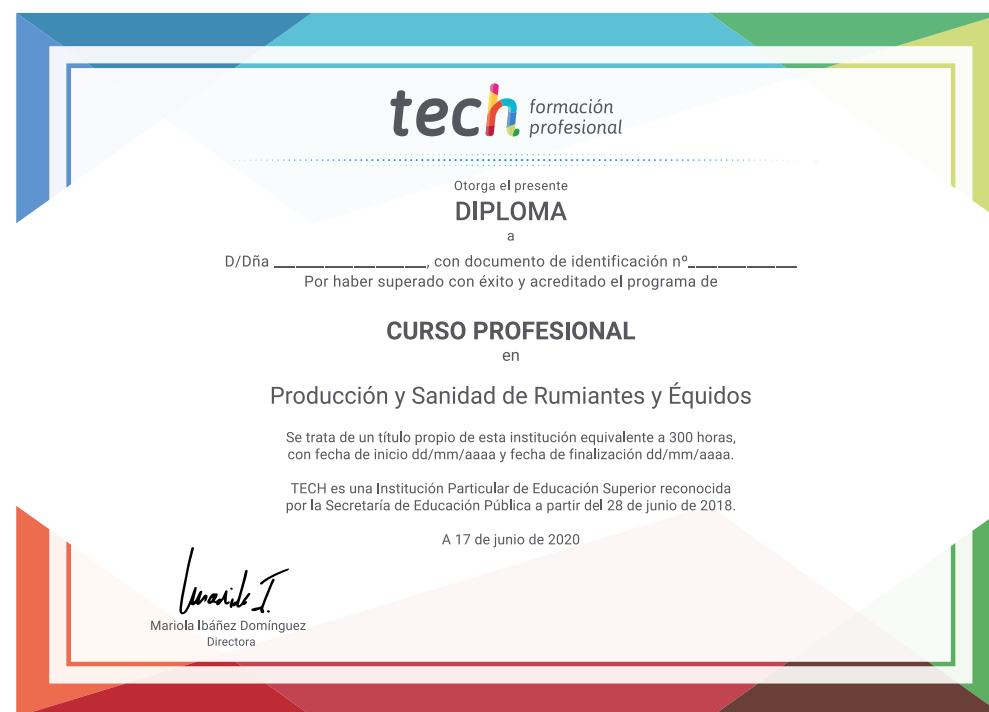 tech formación
profesional
Otorga el presente
DIPLOMA
a
D/Dña ______________, con documento de identificación nº__________
Por haber superado con éxito y acreditado el programa de
CURSO PROFESIONAL
en
Producción y Sanidad de Rumiantes y Équidos
Se trata de un título propio de esta institución equivalente a 300 horas,
con fecha de inicio dd/mm/aaaa y fecha de finalización dd/mm/aaaa.
TECH es una Institución Particular de Educación Superior reconocida
por la Secretaría de Educación Pública a partir del 28 de junio de 2018.
A 17 de junio de 2020
Mariola Ibáñez Domínguez
Directora